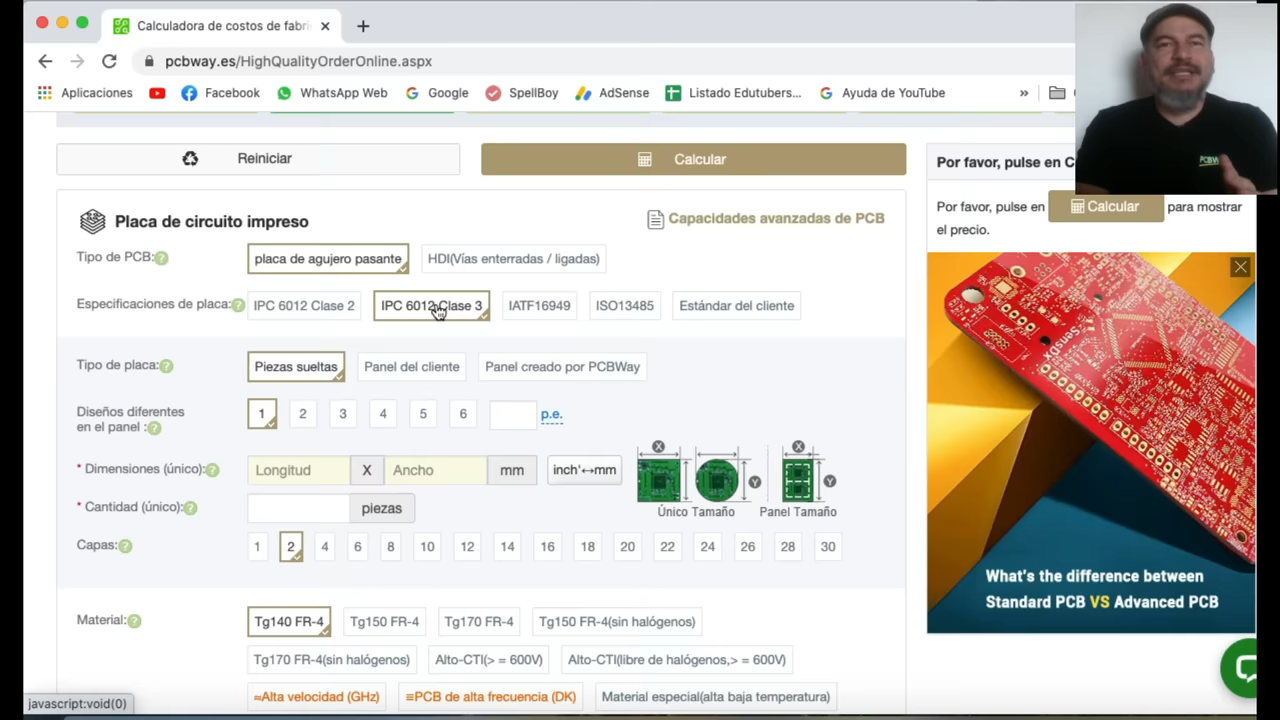 Calculadora de costos de fabri
pcbway.es/HighQualityOrderOnline.aspx
Aplicaciones Facebook WhatsApp Web Google SpellBoy AdSense Listado Edutubers... Ayuda de YouTube »
Reiniciar Calcular
Placa de circuito impreso Capacidades avanzadas de PCB
Tipo de PCB: placa de agujero pasante HDI(Vías enterradas / ligadas)
Especificaciones de placa: IPC 6012 Clase 2 IPC 6012 Clase 3 IATF16949 ISO13485 Estándar del cliente
Tipo de placa: Piezas sueltas Panel del cliente Panel creado por PCBWay
Diseños diferentes
en el panel : 1 2 3 4 5 6 p.e.
* Dimensiones (único): Longitud X Ancho mm inch'↔mm
X Y X Y
Único Tamaño Panel Tamaño
* Cantidad (único): piezas
Capas: 1 2 4 6 8 10 12 14 16 18 20 22 24 26 28 30
Material: Tg140 FR-4 Tg150 FR-4 Tg170 FR-4 Tg150 FR-4(sin halógenos)
Tg170 FR-4(sin halógenos) Alto-CTI(> = 600V) Alto-CTI(libre de halógenos,> = 600V)
≈Alta velocidad (GHz) ≡PCB de alta frecuencia (DK) Material especial(alta baja temperatura)
javascript:void(0)
Por favor, pulse en C
Por favor, pulse en Calcular para mostrar
el precio.
What's the difference between
Standard PCB VS Advanced PCB